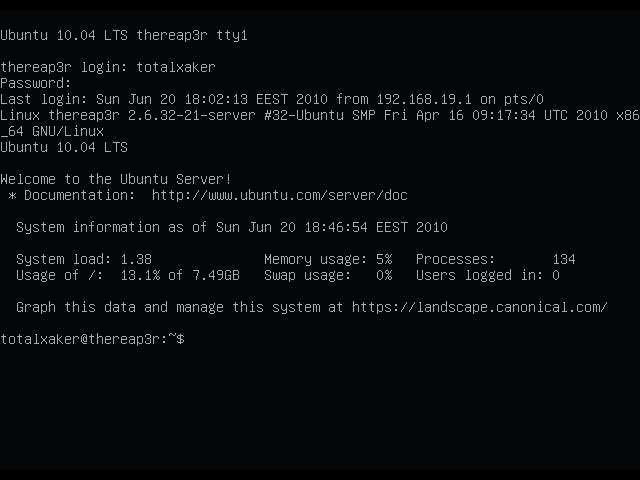 Ubuntu 10.04 LTS thereap3r tty1
thereap3r login: totalxaker
Password:
Last login: Sun Jun 20 18:02:13 EEST 2010 from 192.168.19.1 on pts/0
Linux thereap3r 2.6.32-21-server #32-Ubuntu SMP Fri Apr 16 09:17:34 UTC 2010 x86
_64 GNU/Linux
Ubuntu 10.04 LTS
Welcome to the Ubuntu Server!
* Documentation:  http://www.ubuntu.com/server/doc
System information as of Sun Jun 20 18:46:54 EEST 2010
System load: 1.38              Memory usage: 5%   Processes:       134
Usage of /:  13.1% of 7.49GB   Swap usage:   0%   Users logged in: 0
Graph this data and manage this system at https://landscape.canonical.com/
totalxaker@thereap3r:~$